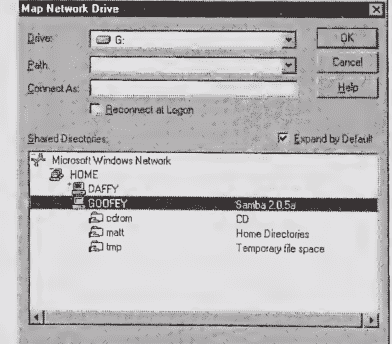 Map Network Drive
Drive: G: OK
Path: Cancel
Connect As: Help
Reconnect at Logon
Shared Directories: Expand by Default
Microsoft Windows Network
HOME
DAFFY
GOOFEY Samba 2.0.5a
cdrom CD
matt Home Directories
tmp Temporary file space